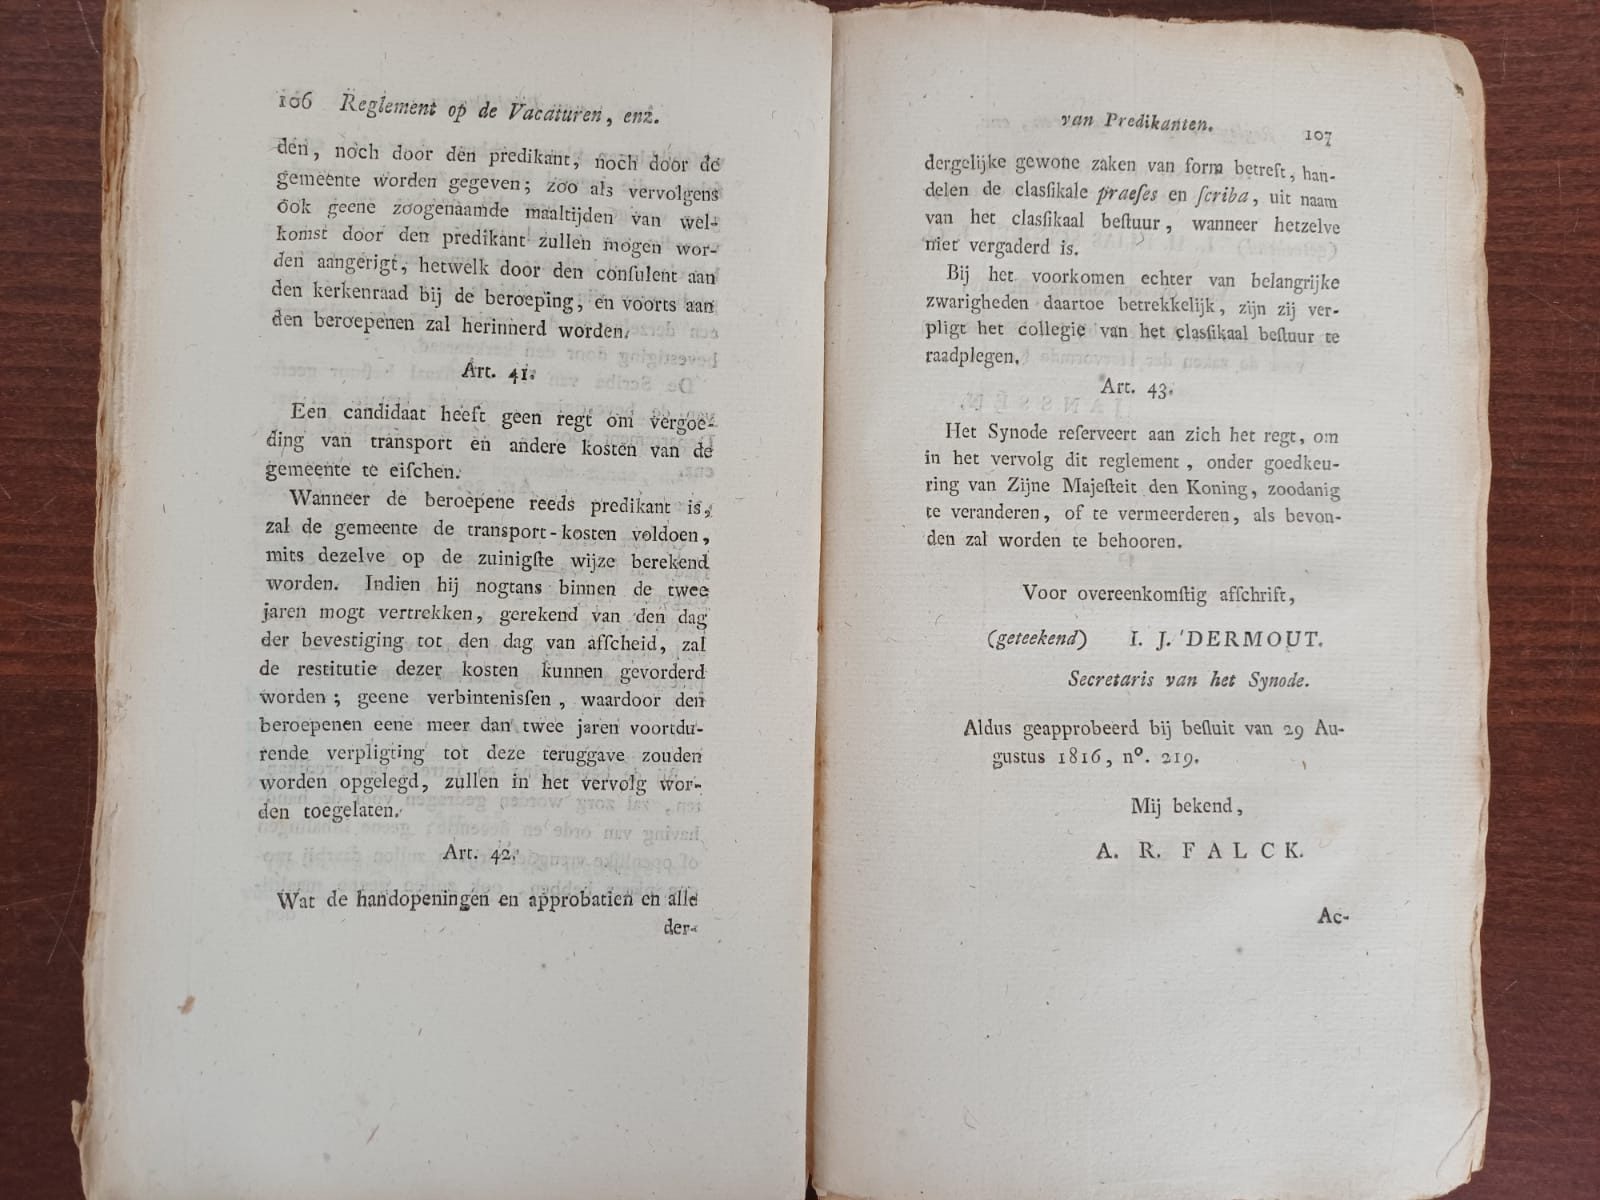 106 Reglement op de Vacaturen, enz.
den, noch door den predikant, noch door de
gemeente worden gegeven; zoo als vervolgens
ook geene zoogenaamde maaltijden van wel-
komst door den predikant zullen mogen wor-
den aangerigt, hetwelk door den conſulent aan
den kerkenraad bij de beroeping, en voorts aan
den beroepenen zal herinnerd worden.
Art. 41.
Een candidaat heeft geen regt om vergoe-
ding van transport en andere kosten van de
gemeente te eiſchen.
Wanneer de beroepene reeds predikant is,
zal de gemeente de transport-kosten voldoen,
mits dezelve op de zuinigſte wijze berekend
worden. Indien hij nogtans binnen de twee
jaren mogt vertrekken, gerekend van den dag
der bevestiging tot den dag van afſcheid, zal
de restitutie dezer kosten kunnen gevorderd
worden; geene verbinteniſſen, waardoor den
beroepenen eene meer dan twee jaren voortdu-
rende verpligting tot deze teruggave zouden
worden opgelegd, zullen in het vervolg wor-
den toegelaten.
Art. 42.
Wat de handopeningen en approbatien en alle
der-
van Predikanten. 107
dergelijke gewone zaken van form betreft, han-
delen de claſſikale praeſes en ſcriba, uit naam
van het claſſikaal beſtuur, wanneer hetzelve
niet vergaderd is.
Bij het voorkomen echter van belangrijke
zwarigheden daartoe betrekkelijk, zijn zij ver-
pligt het collegie van het claſſikaal beſtuur te
raadplegen.
Art. 43.
Het Synode reſerveert aan zich het regt, om
in het vervolg dit reglement, onder goedkeu-
ring van Zijne Majeſteit den Koning, zoodanig
te veranderen, of te vermeerderen, als bevon-
den zal worden te behooren.
Voor overeenkomſtig afſchrift,
(geteekend) I. J. DERMOUT.
Secretaris van het Synode.
Aldus geapprobeerd bij beſluit van 29 Au-
gustus 1816, nº. 219.
Mij bekend,
A. R. FALCK.
Ac-